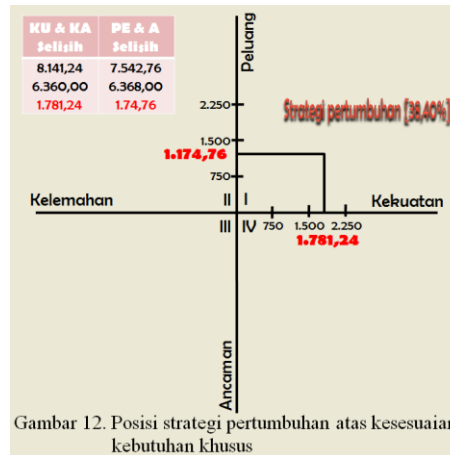 KU & KA PE & A
Selisih Selisih
8.141,24 7.542,76
6.360,00 6.368,00
1.781,24 1.74,76
Peluang
2.250
Strategi pertumbuhan [38,40%]
1.500
1.174,76
750
Kelemahan II I Kekuatan
III IV 750 1.500 2.250
1.781,24
Ancaman
Gambar 12. Posisi strategi pertumbuhan atas kesesuaian
kebutuhan khusus